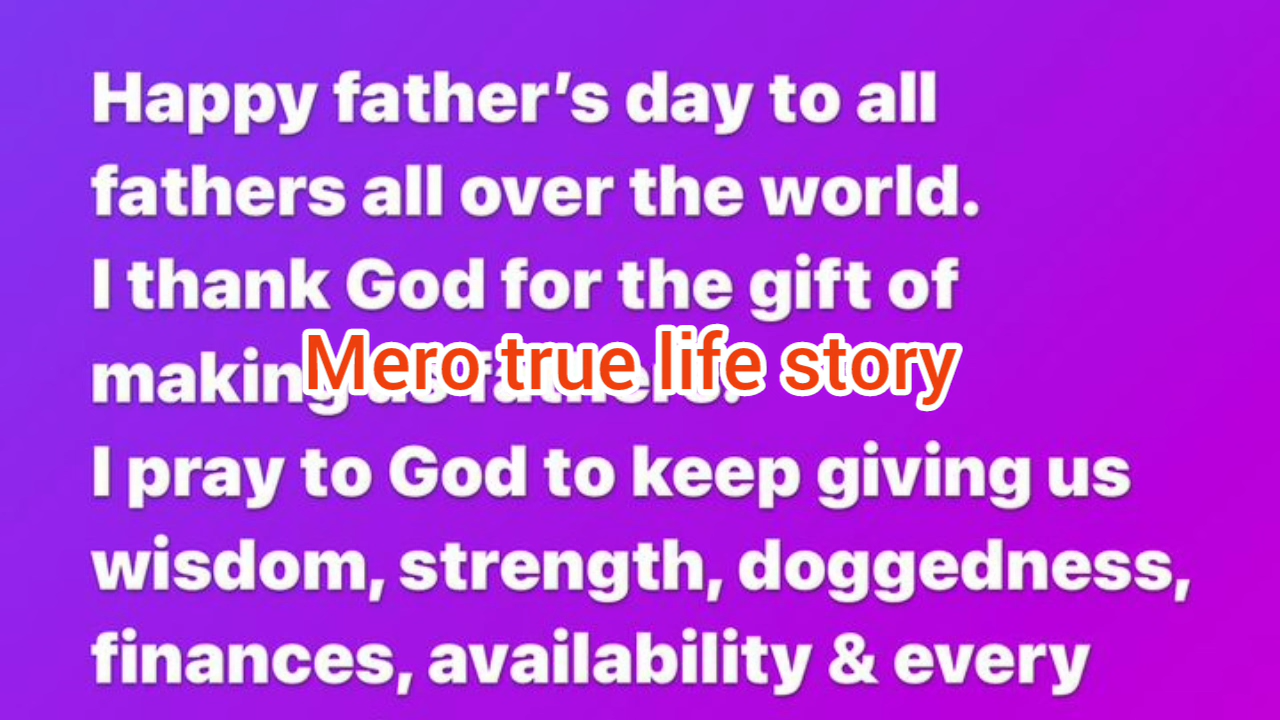 Happy father’s day to all
fathers all over the world.
I thank God for the gift of
making us fathers.
Mero true life story
I pray to God to keep giving us
wisdom, strength, doggedness,
finances, availability & every